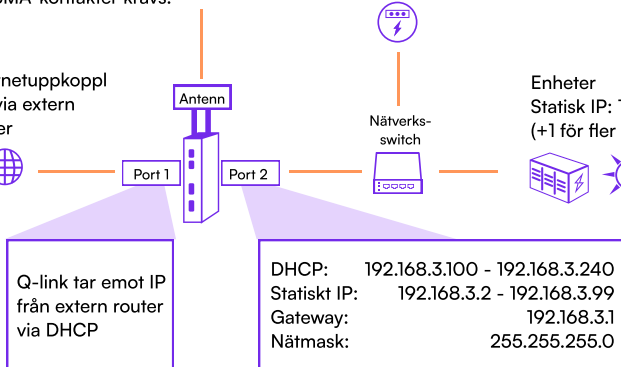 kontakter krävs.
Antenn
Nätverks-
switch
via extern
Enheter
Statisk IP:
(+1 för fler
Port 1
Port 2
Q-link tar emot IP
från extern router
via DHCP
DHCP: 192.168.3.100 - 192.168.3.240
Statiskt IP: 192.168.3.2 - 192.168.3.99
Gateway: 192.168.3.1
Nätmask: 255.255.255.0